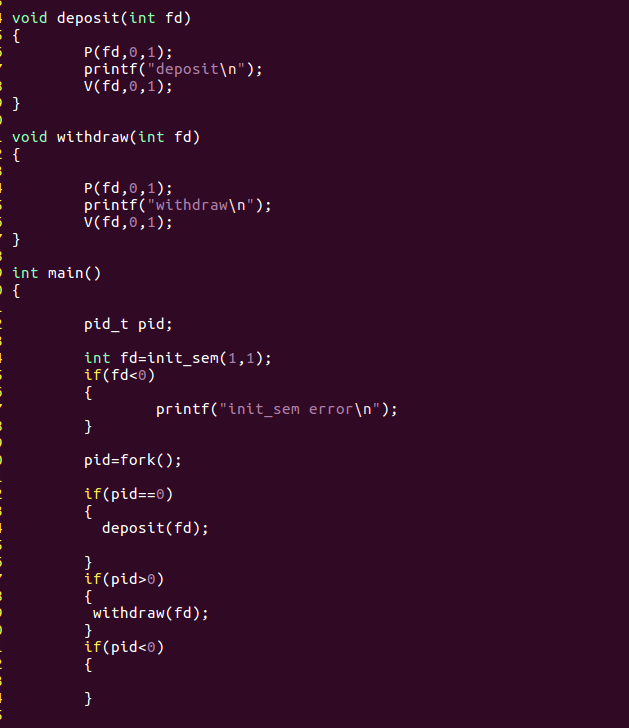 void deposit(int fd)
{
P(fd,0,1);
printf("deposit\n");
V(fd,0,1);
}
void withdraw(int fd)
{
P(fd,0,1);
printf("withdraw\n");
V(fd,0,1);
}
int main()
{
pid_t pid;
int fd=init_sem(1,1);
if(fd<0)
{
printf("init_sem error\n");
}
pid=fork();
if(pid==0)
{
deposit(fd);
}
if(pid>0)
{
withdraw(fd);
}
if(pid<0)
{
}